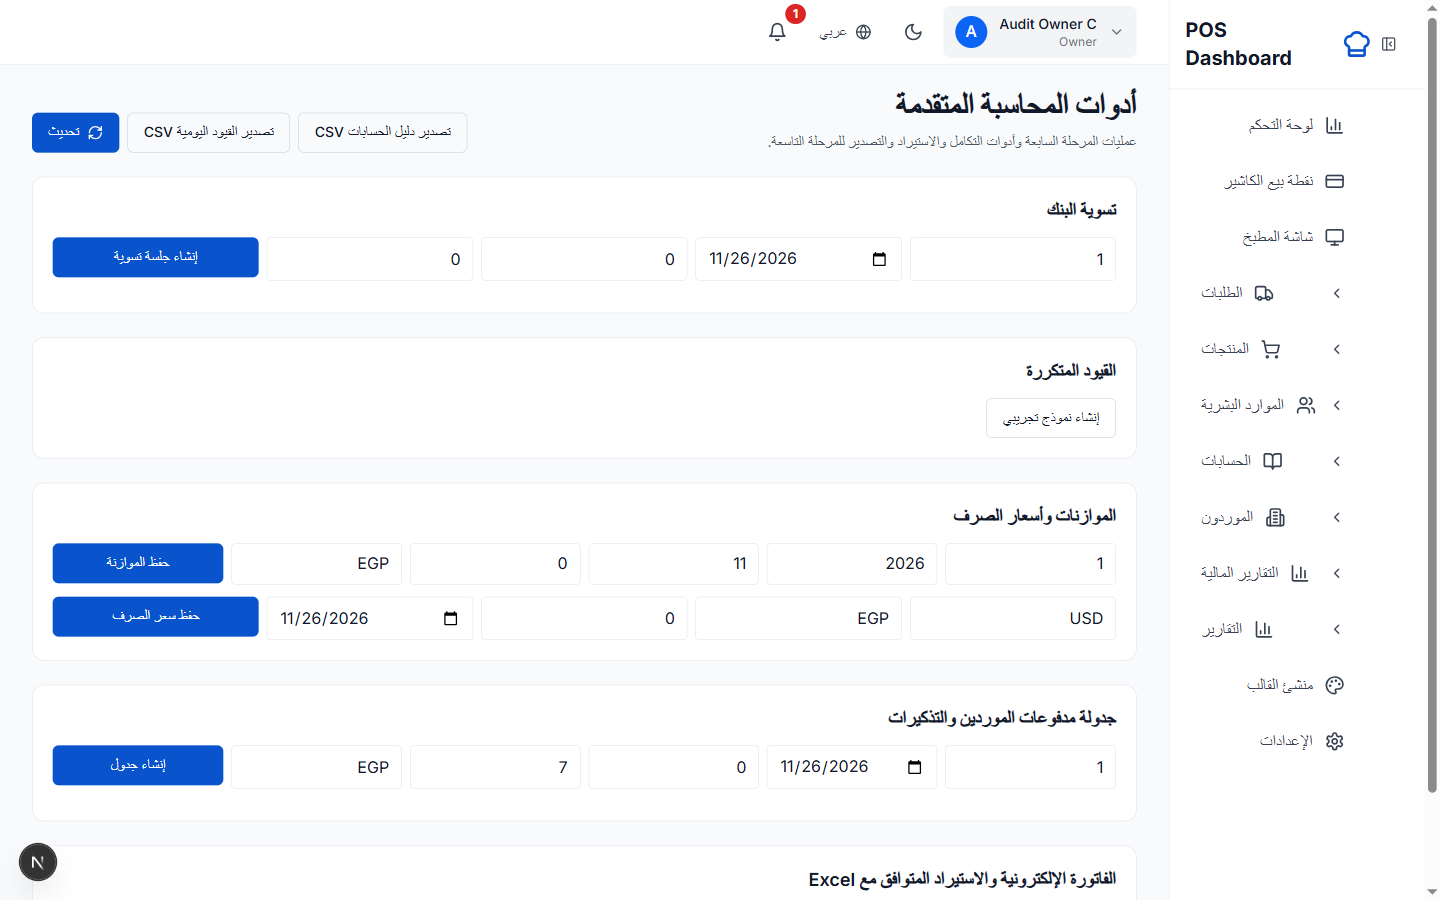 POS Dashboard
لوحة التحكم
نقطة بيع الكاشير
شاشة المطبخ
الطلبات
المنتجات
الموارد البشرية
الحسابات
الموردون
التقارير المالية
التقارير
منشئ القالب
الإعدادات
A
Audit Owner C
Owner
عربي
1
أدوات المحاسبة المتقدمة
عمليات المرحلة السابعة وأدوات التكامل والاستيراد والتصدير للمرحلة التاسعة.
تصدير دليل الحسابات CSV
تصدير القيود اليومية CSV
تحديث
تسوية البنك
1
11/26/2026
0
0
إنشاء جلسة تسوية
القيود المتكررة
إنشاء نموذج تجريبي
الموازنات وأسعار الصرف
1
2026
11
0
EGP
حفظ الموازنة
USD
EGP
0
11/26/2026
حفظ سعر الصرف
جدولة مدفوعات الموردين والتذكيرات
1
11/26/2026
0
7
EGP
إنشاء جدول
الفاتورة الإلكترونية والاستيراد المتوافق مع Excel
N